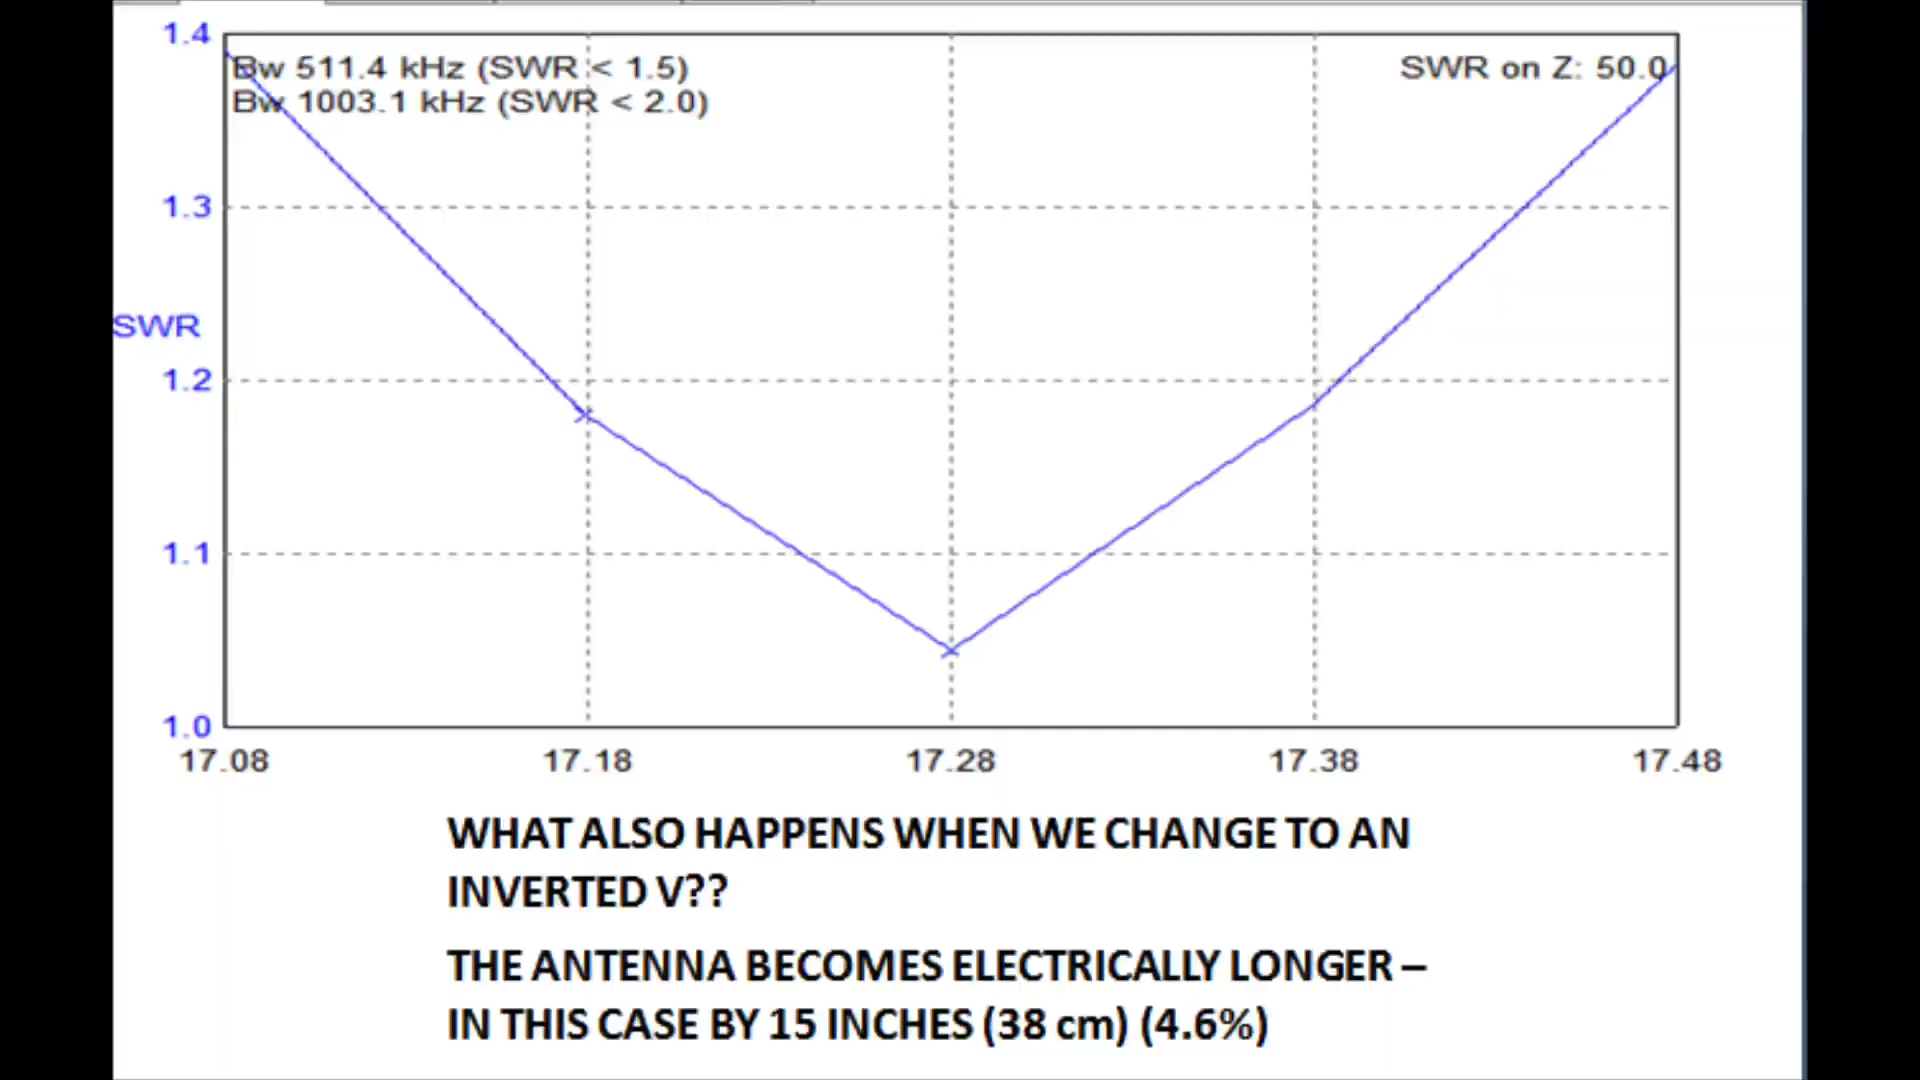 1.4
Bw 511.4 kHz (SWR < 1.5)
SWR on Z: 50.0
Bw 1003.1 kHz (SWR < 2.0)
1.3
SWR
1.2
1.1
1.0
17.08 17.18 17.28 17.38 17.48
WHAT ALSO HAPPENS WHEN WE CHANGE TO AN
INVERTED V??
THE ANTENNA BECOMES ELECTRICALLY LONGER –
IN THIS CASE BY 15 INCHES (38 cm) (4.6%)